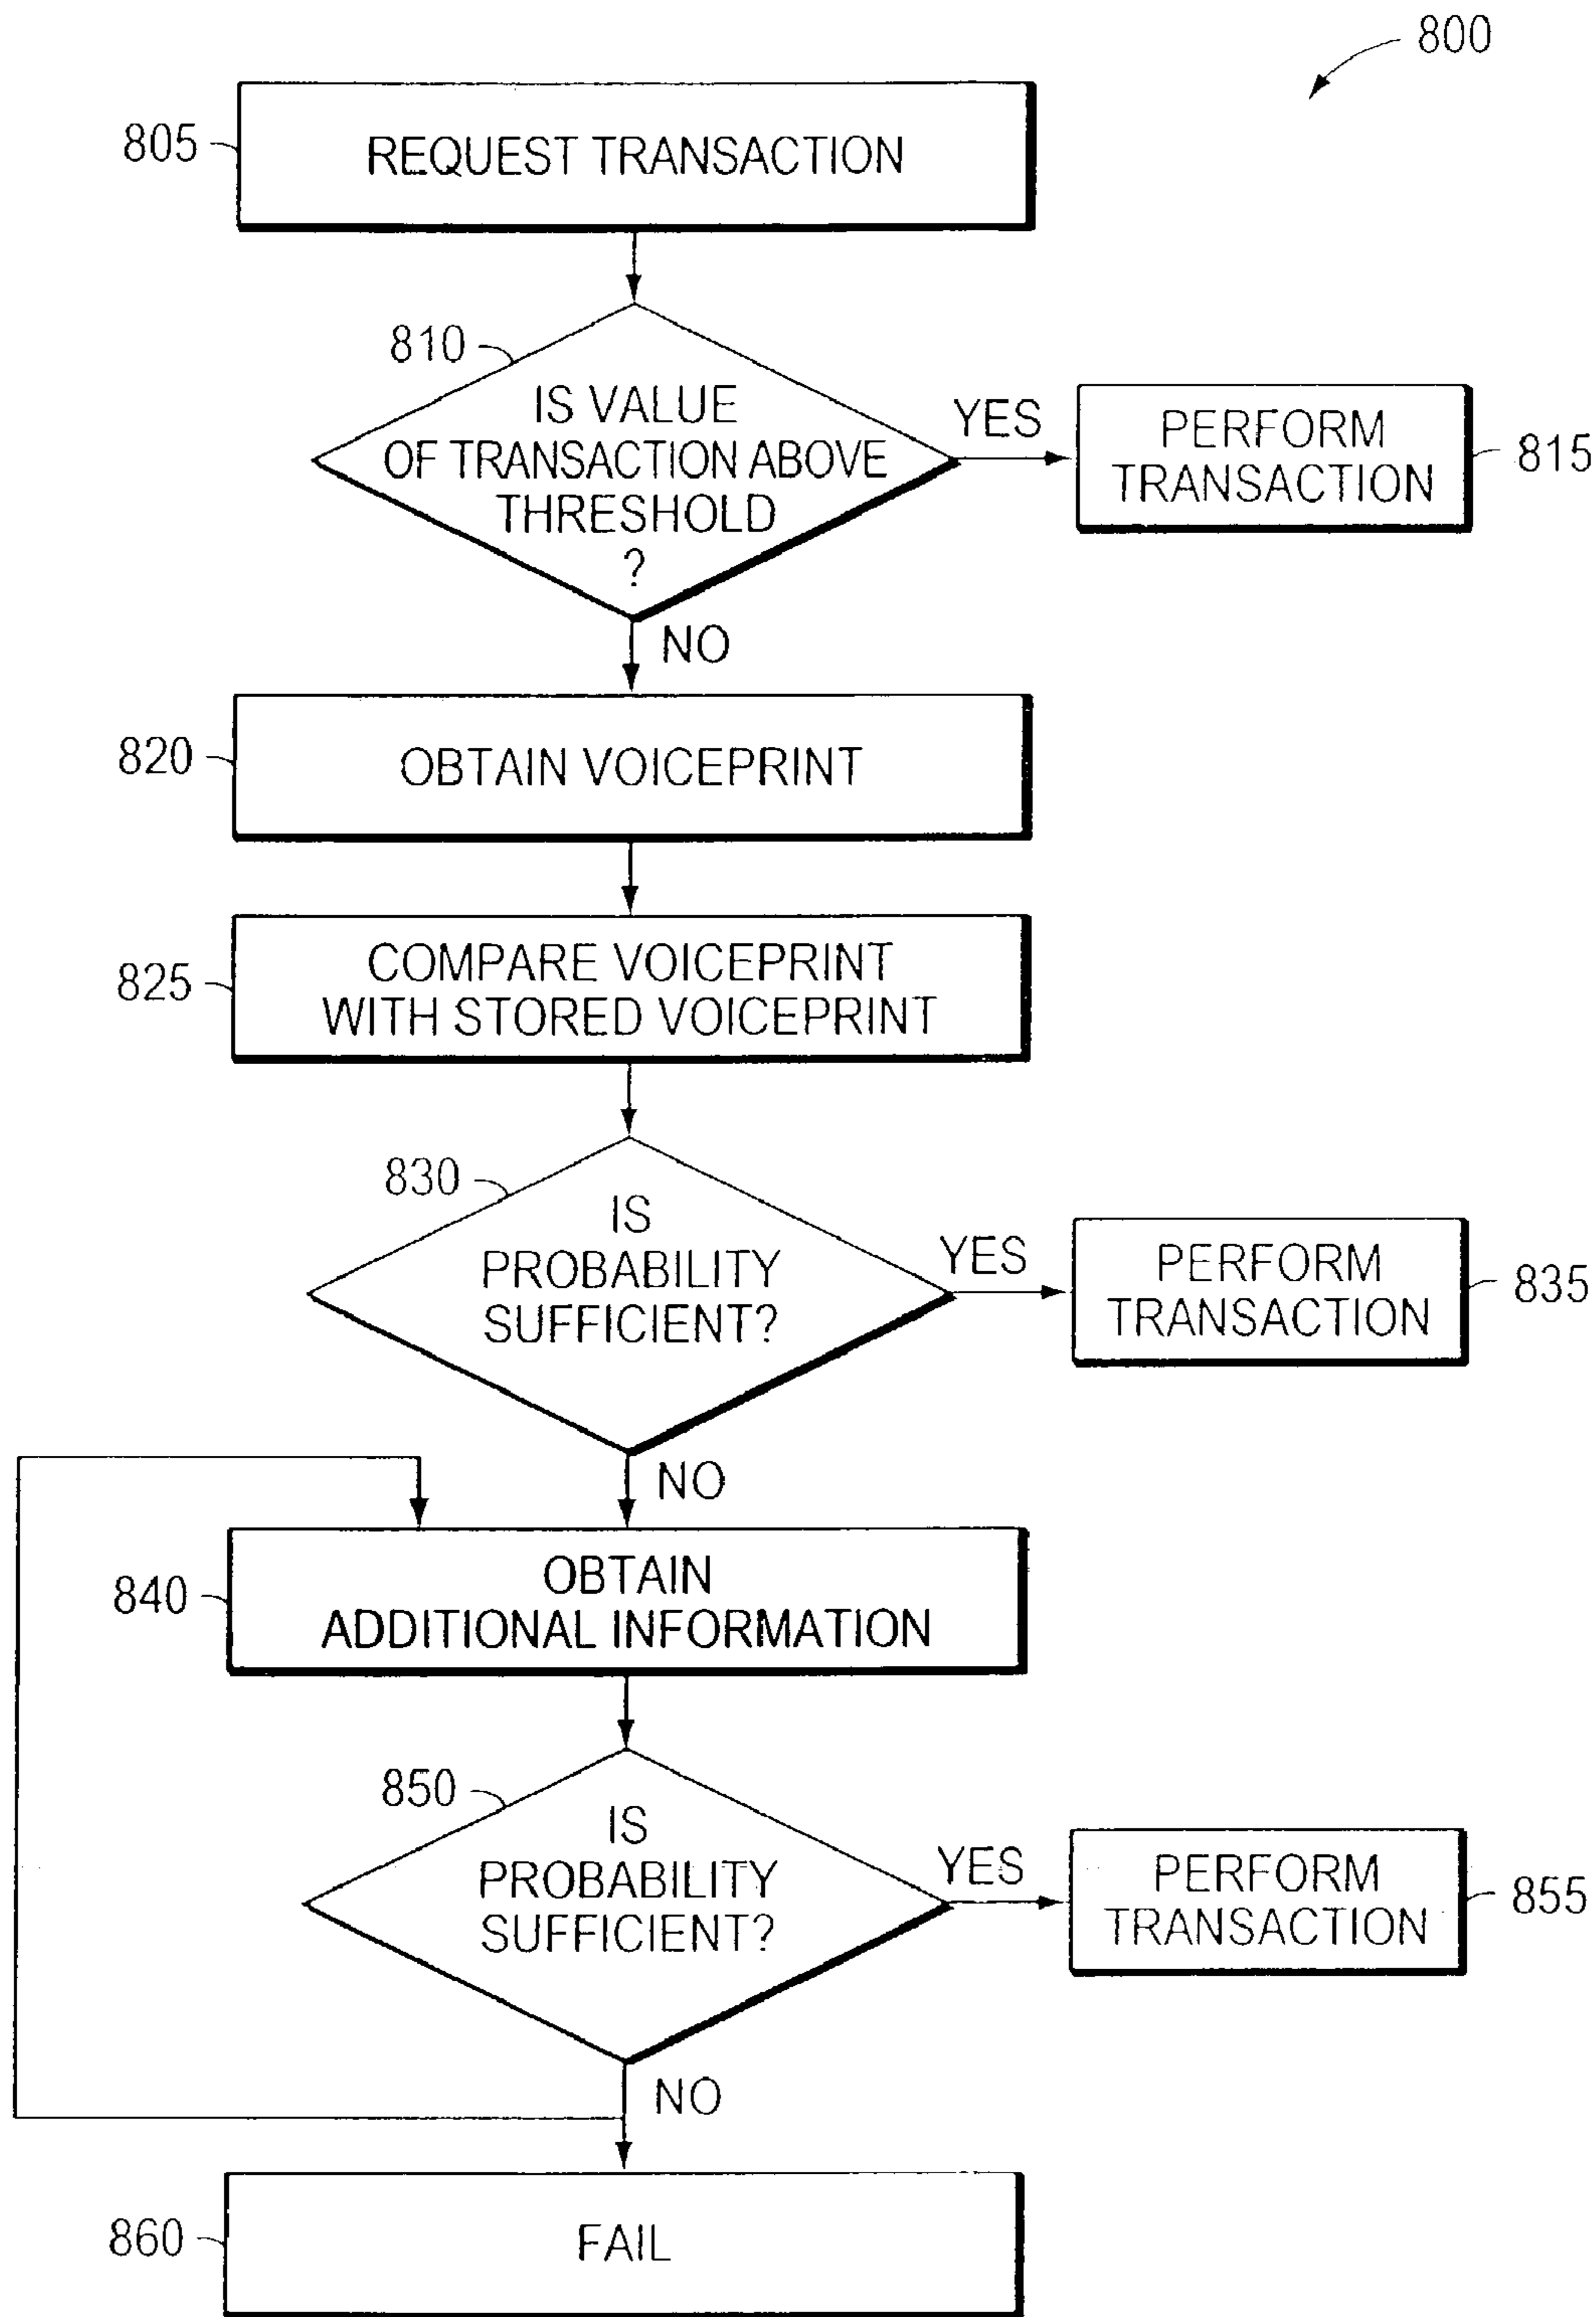 800
805
REQUEST TRANSACTION
810
IS VALUE
OF TRANSACTION ABOVE
THRESHOLD
?
YES
PERFORM
TRANSACTION
815
NO
820
OBTAIN VOICEPRINT
825
COMPARE VOICEPRINT
WITH STORED VOICEPRINT
830
IS
PROBABILITY
SUFFICIENT?
YES
PERFORM
TRANSACTION
835
NO
840
OBTAIN
ADDITIONAL INFORMATION
850
IS
PROBABILITY
SUFFICIENT?
YES
PERFORM
TRANSACTION
855
NO
860
FAIL